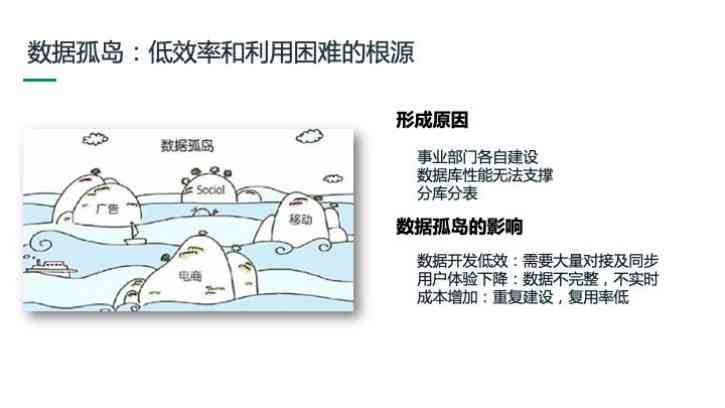 数据孤岛：低效率和利用困难的根源
数据孤岛
Sociol
广告
移动
电商
形成原因
事业部门各自建设
数据库性能无法支撑
分库分表
数据孤岛的影响
数据开发低效：需要大量对接及同步
用户体验下降：数据不完整，不实时
成本增加：重复建设，复用率低